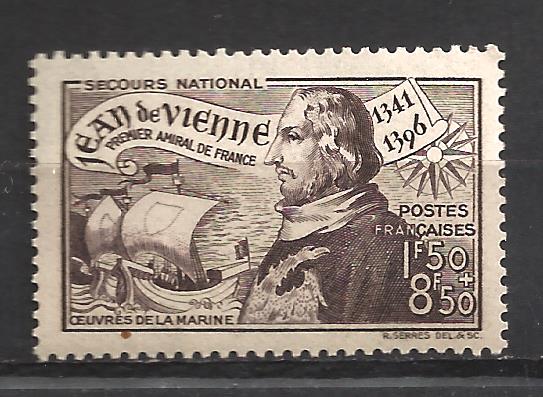 SECOURS NATIONAL
JEAN de VIENNE
PREMIER AMIRAL DE FRANCE
1341
1396
POSTES
FRANÇAISES
1F50
+
8F50
ŒUVRES DE LA MARINE
R. SERRES DEL. & SC.